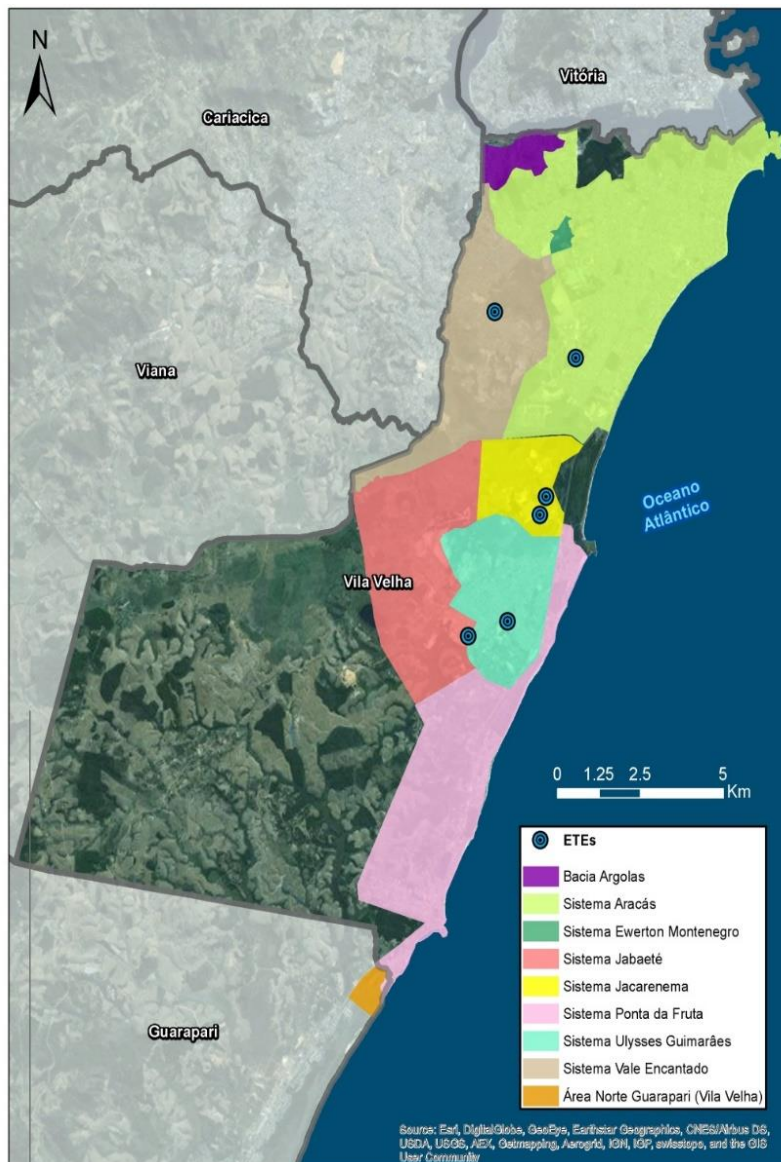 N
Vitória
Cariacica
Viana
Oceano
Atlântico
Vila Velha
0 1.25 2.5 5
Km
Guarapari
ETEs
Bacia Argolas
Sistema Aracás
Sistema Ewerton Montenegro
Sistema Jabaeté
Sistema Jacarenema
Sistema Ponta da Fruta
Sistema Ulysses Guimarães
Sistema Vale Encantado
Área Norte Guarapari (Vila Velha)
Source: Esri, DigitalGlobe, GeoEye, Earthstar Geographics, CNES/Airbus DS,
USDA, USGS, AEX, Getmapping, Aerogrid, IGN, IGP, swisstopo, and the GIS
User Community